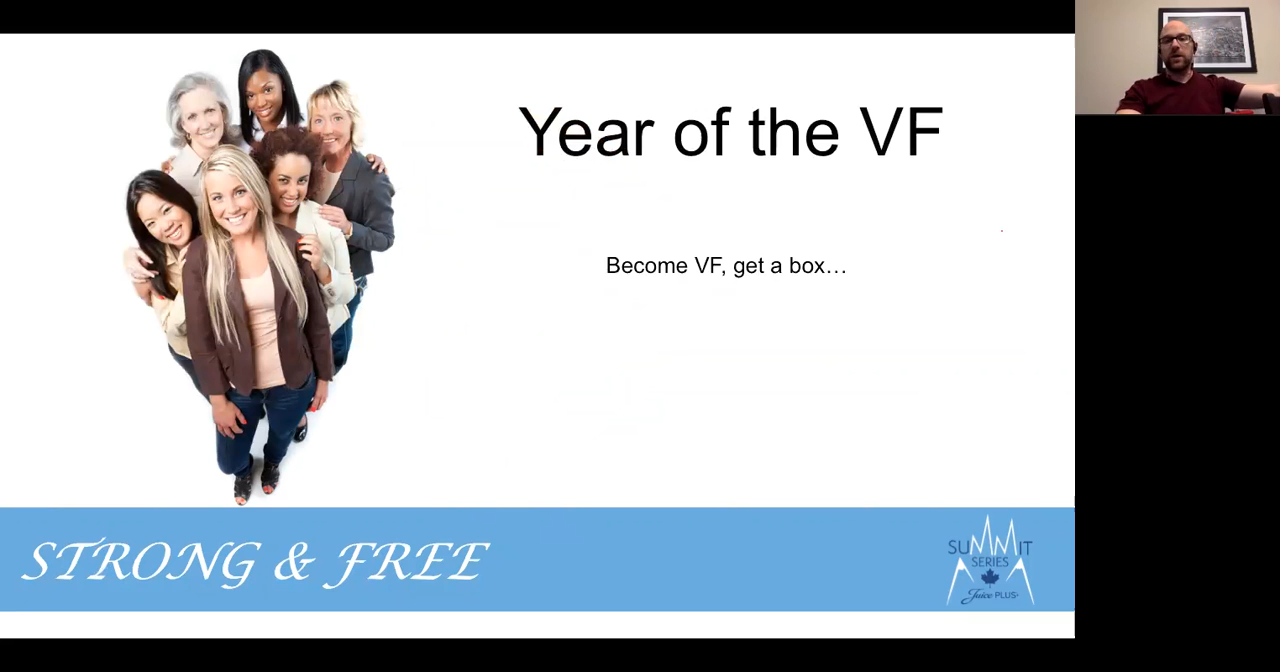 Year of the VF
Become VF, get a box…
STRONG & FREE
SUMMIT
SERIES
Juice PLUS+